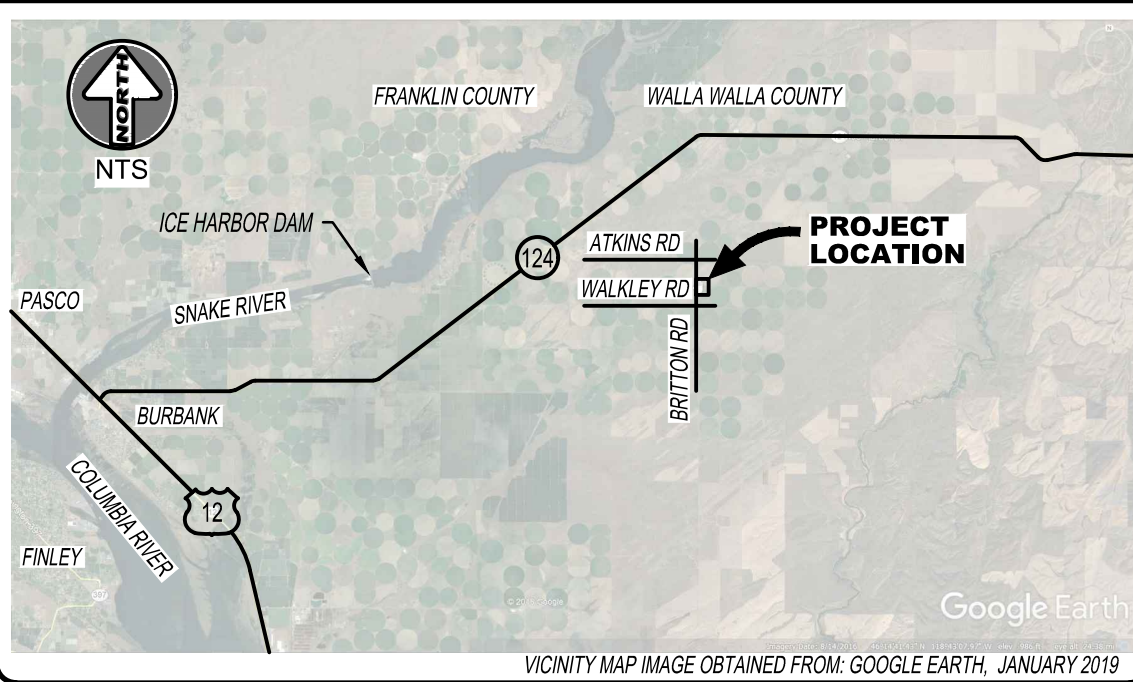 NORTH
NTS
FRANKLIN COUNTY
WALLA WALLA COUNTY
ICE HARBOR DAM
124
ATKINS RD
PROJECT
LOCATION
WALKLEY RD
BRITTON RD
PASCO
SNAKE RIVER
BURBANK
COLUMBIA RIVER
12
FINLEY
397
Google Earth
VICINITY MAP IMAGE OBTAINED FROM: GOOGLE EARTH, JANUARY 2019